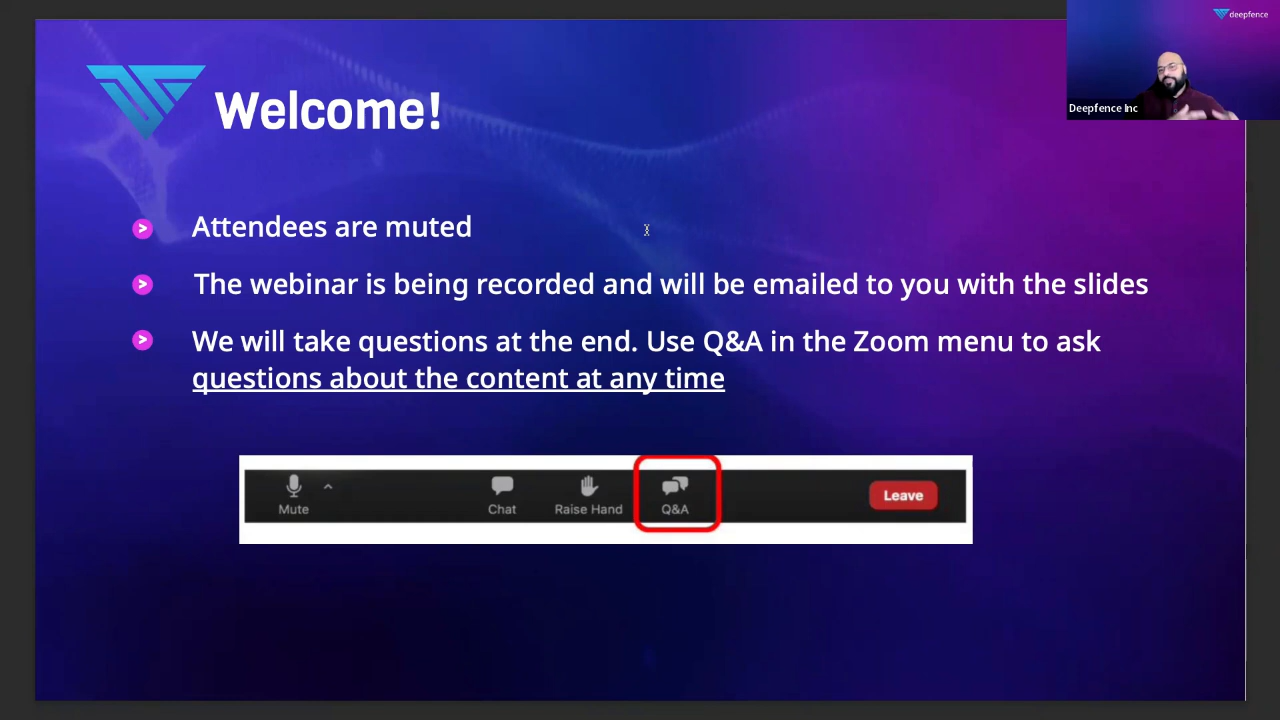 deepfence
Deepfence Inc
Welcome!
Attendees are muted
The webinar is being recorded and will be emailed to you with the slides
We will take questions at the end. Use Q&A in the Zoom menu to ask
questions about the content at any time
Mute
Chat
Raise Hand
Q&A
Leave